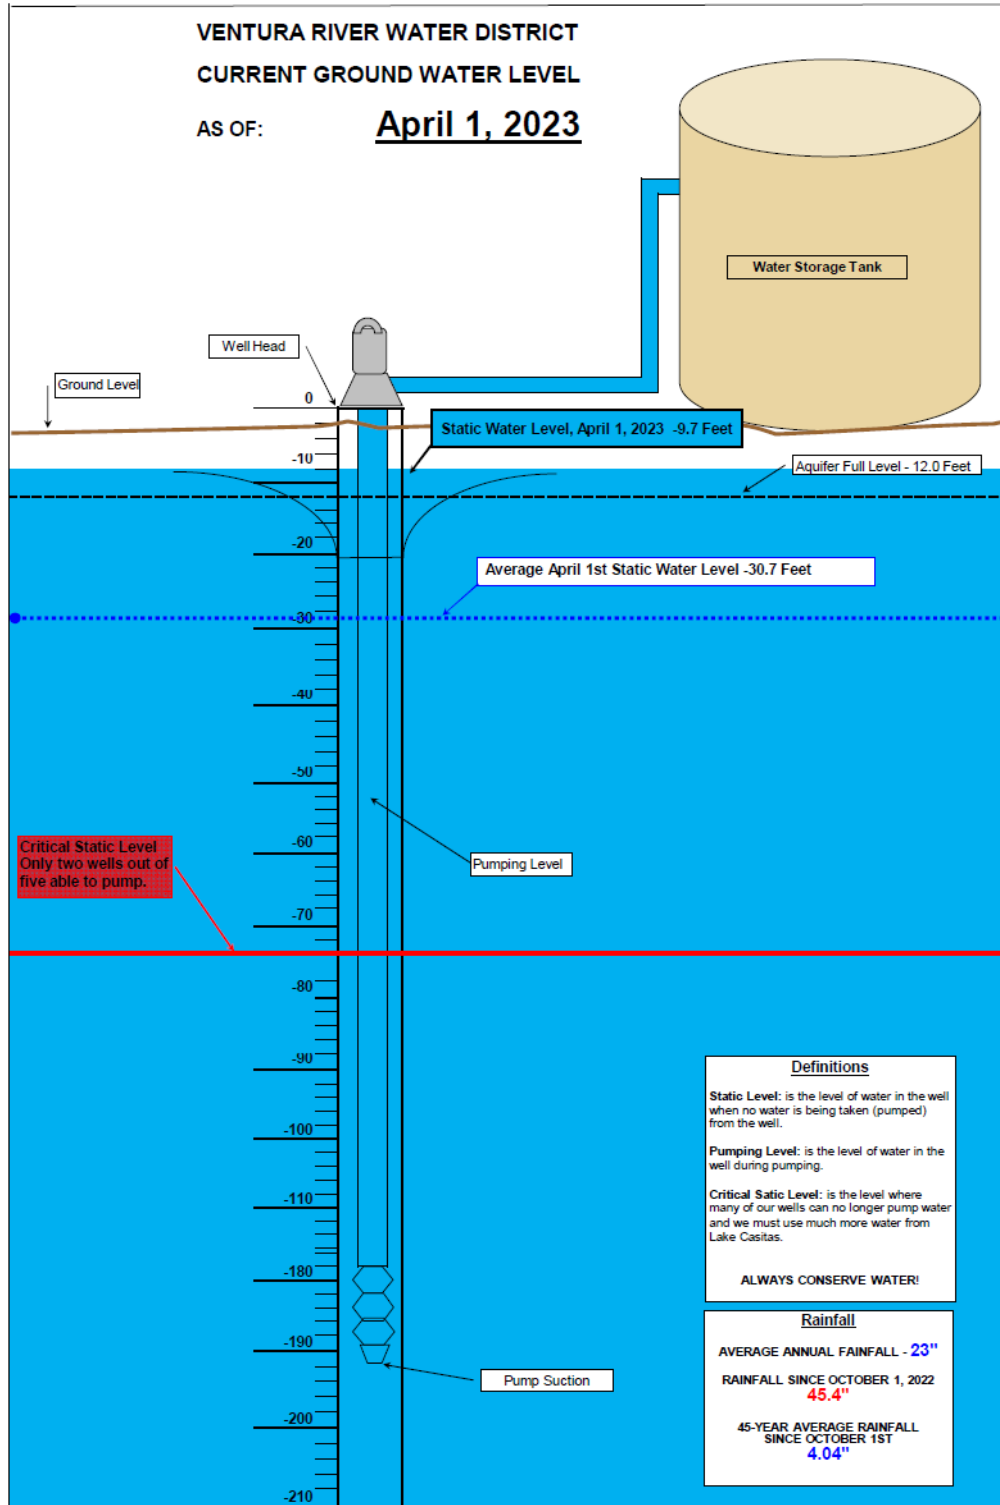 VENTURA RIVER WATER DISTRICT
CURRENT GROUND WATER LEVEL
AS OF: April 1, 2023
Water Storage Tank
Well Head
Ground Level
0
Static Water Level, April 1, 2023 -9.7 Feet
-10
Aquifer Full Level - 12.0 Feet
-20
Average April 1st Static Water Level -30.7 Feet
-30
-40
-50
Critical Static Level
Only two wells out of
five able to pump.
-60
Pumping Level
-70
-80
-90
-100
-110
-180
-190
Pump Suction
-200
-210
Definitions
Static Level: is the level of water in the well
when no water is being taken (pumped)
from the well.
Pumping Level: is the level of water in the
well during pumping.
Critical Satic Level: is the level where
many of our wells can no longer pump water
and we must use much more water from
Lake Casitas.
ALWAYS CONSERVE WATER!
Rainfall
AVERAGE ANNUAL FAINFALL - 23"
RAINFALL SINCE OCTOBER 1, 2022
45.4"
45-YEAR AVERAGE RAINFALL
SINCE OCTOBER 1ST
4.04"